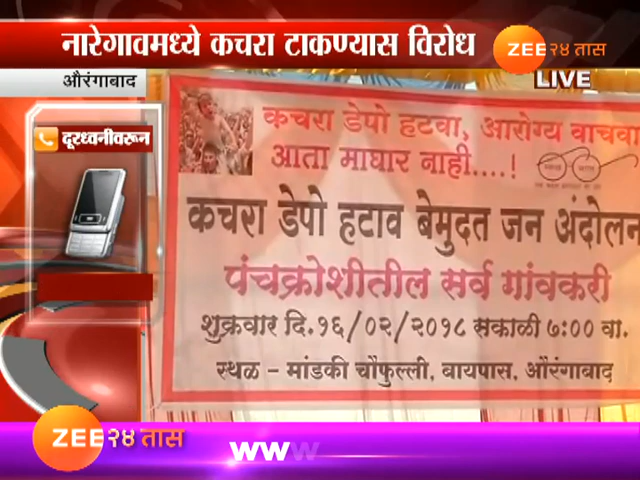 नारेगावमध्ये कचरा टाकण्यास विरोध
ZEE २४ तास
LIVE
औरंगाबाद
दूरध्वनीवरून
कचरा डेपो हटवा, आरोग्य वाचवा
आता माघार नाही....!
कचरा डेपो हटाव बेमुदत जन आंदोलन
पंचक्रोशीतील सर्व गांवकरी
शुक्रवार दि.१६/०२/२०१८ सकाळी ७:०० वा.
स्थळ – मांडकी चौफुल्ली, बायपास, औरंगाबाद
ZEE २४ तास
WWW